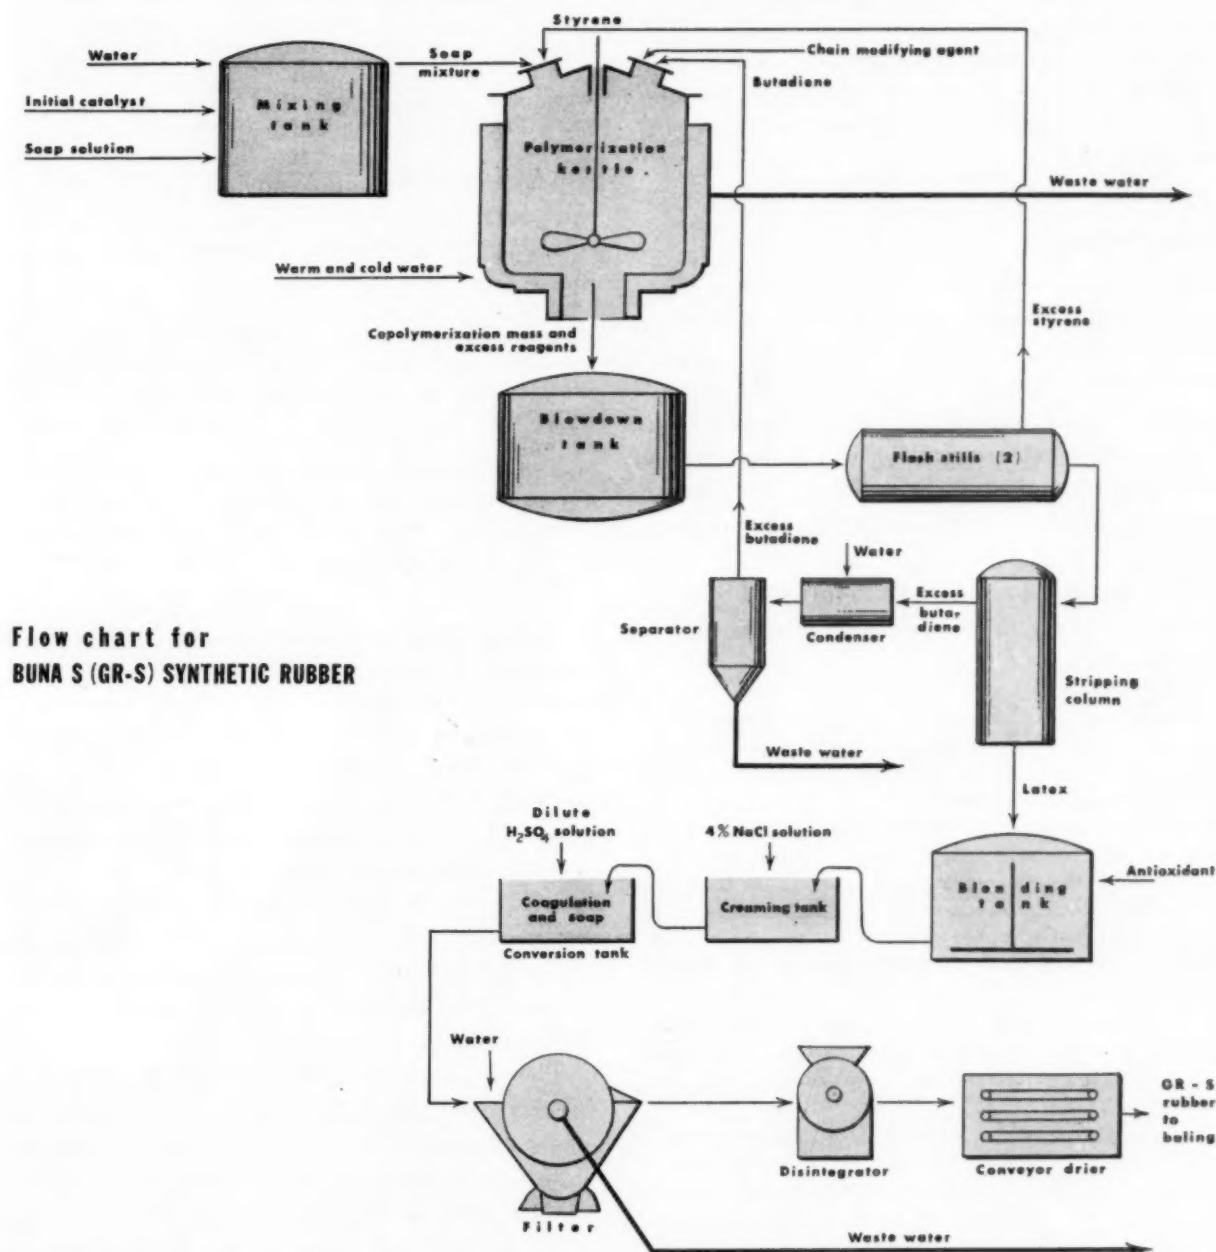 Styrene
Water
Soap
mixture
Chain modifying agent
Butadiene
Initial catalyst
Mixing
tank
Soap solution
Polymerization
kettle
Waste water
Warm and cold water
Excess
styrene
Copolymerization mass and
excess reagents
Blowdown
tank
Flash stills (2)
Excess
butadiene
Water
Separator
Condenser
Excess
buta-
diene
Stripping
column
Flow chart for
BUNA S (GR-S) SYNTHETIC RUBBER
Waste water
Latex
Dilute
H₂SO₄ solution
4% NaCl solution
Antioxidant
Blending
tank
Coagulation
and soap
Conversion tank
Creaming tank
Water
GR-S
rubber
to
baling
Disintegrator
Conveyor drier
Filter
Waste water